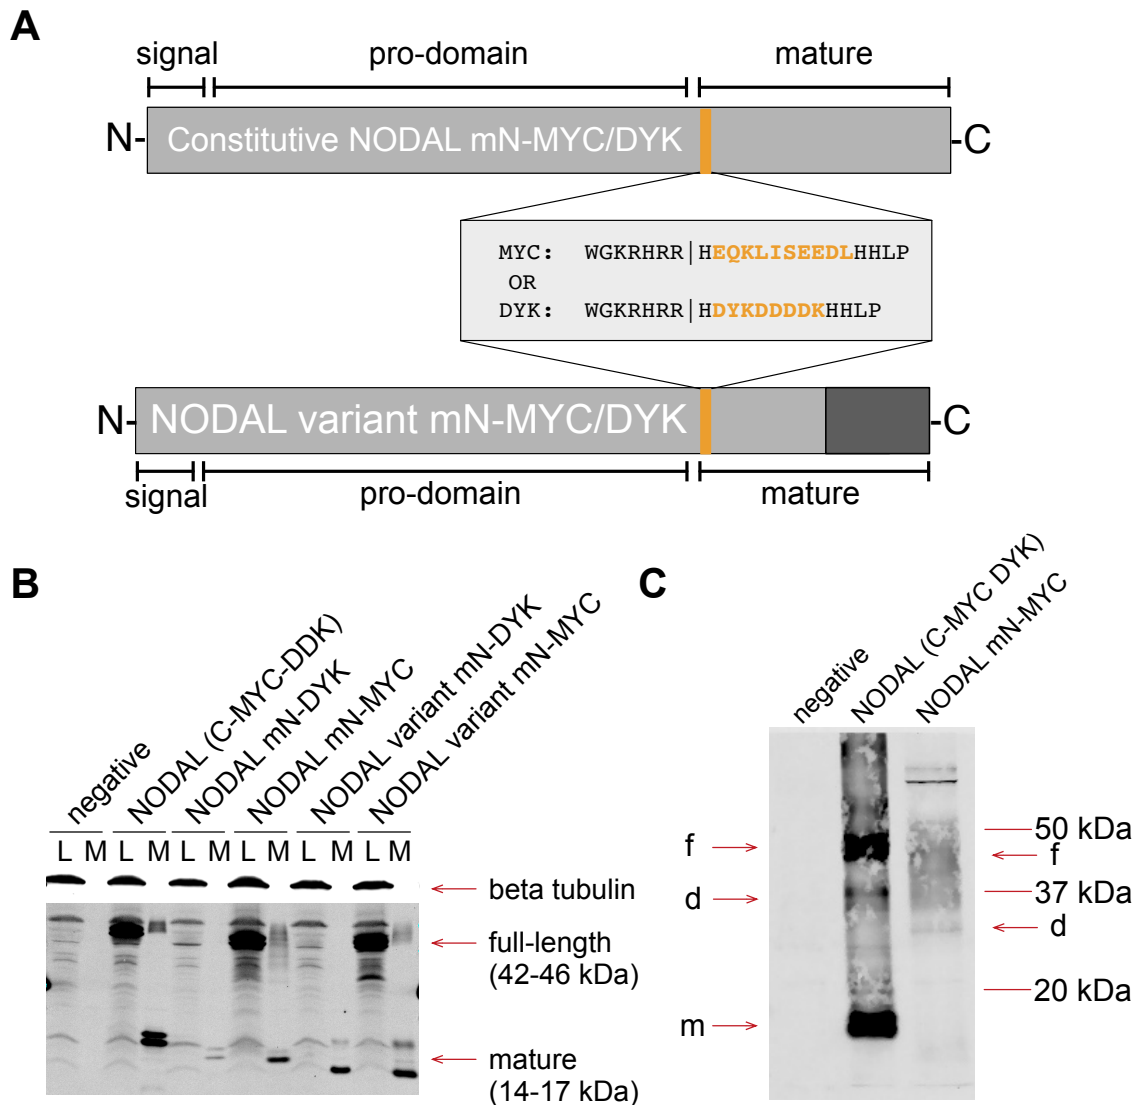 A
signal pro-domain mature
N- Constitutive NODAL mN-MYC/DYK -C
MYC: WGKRHRR|HEQKLISEEDLHHLP
OR
DYK: WGKRHRR|HDYKDDDDKHHLP
N- NODAL variant mN-MYC/DYK -C
signal pro-domain mature
B
negative
NODAL (C-MYC-DDK)
NODAL mN-DYK
NODAL mN-MYC
NODAL variant mN-DYK
NODAL variant mN-MYC
L M L M L M L M L M L M
beta tubulin
full-length
(42-46 kDa)
mature
(14-17 kDa)
C
negative
NODAL (C-MYC DYK)
NODAL mN-MYC
f
d
m
50 kDa
f
37 kDa
d
20 kDa